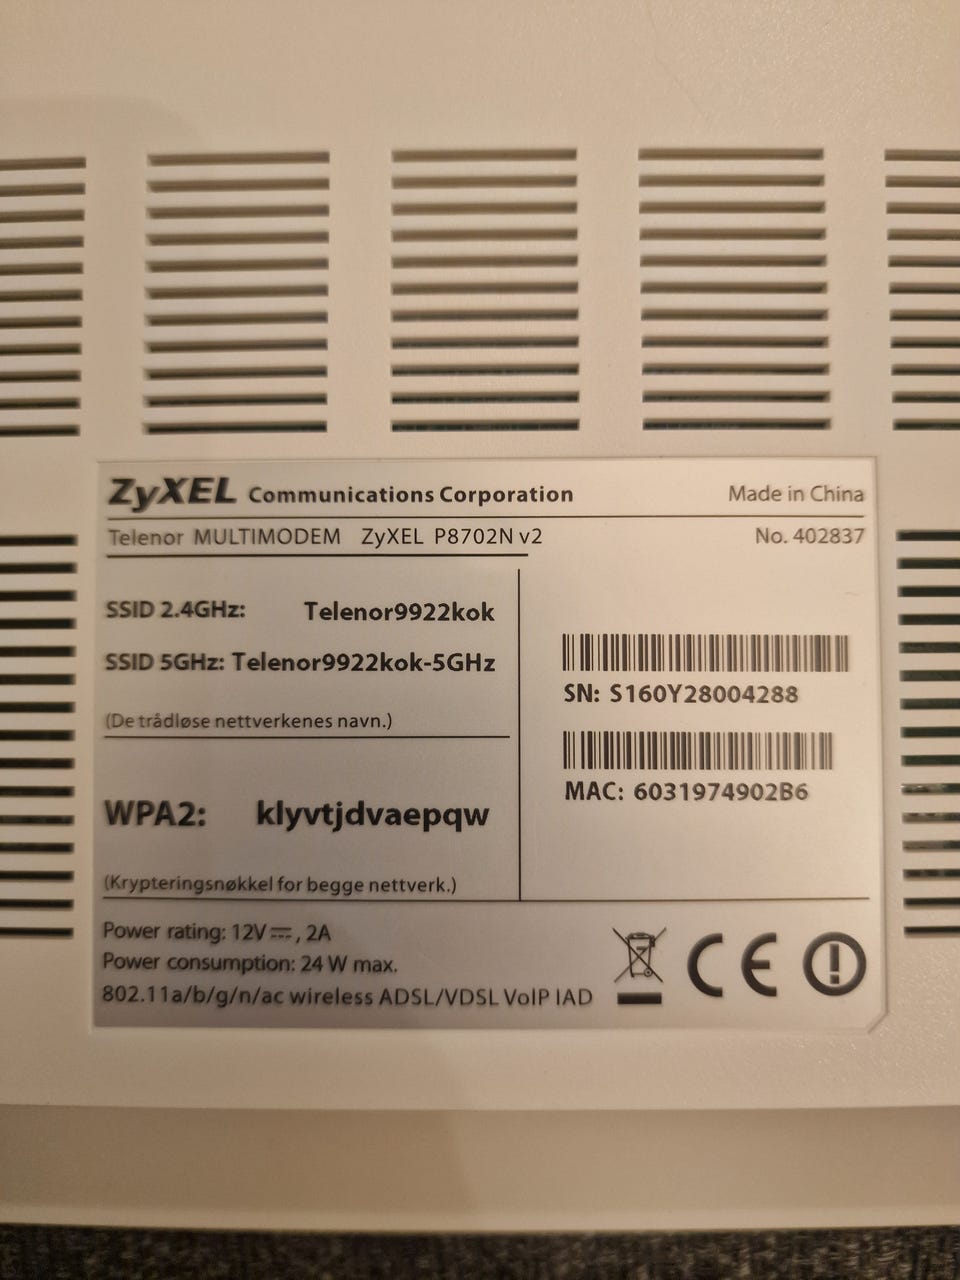 ZyXEL Communications Corporation Made in China
Telenor MULTIMODEM ZyXEL P8702N v2 No. 402837
SSID 2.4GHz: Telenor9922kok
SSID 5GHz: Telenor9922kok-5GHz
(De trådløse nettverkenes navn.)
WPA2: klyvtjdvaepqw
(Krypteringsnøkkel for begge nettverk.)
SN: S160Y28004288
MAC: 6031974902B6
Power rating: 12V⎓, 2A
Power consumption: 24 W max.
802.11a/b/g/n/ac wireless ADSL/VDSL VoIP IAD
CE